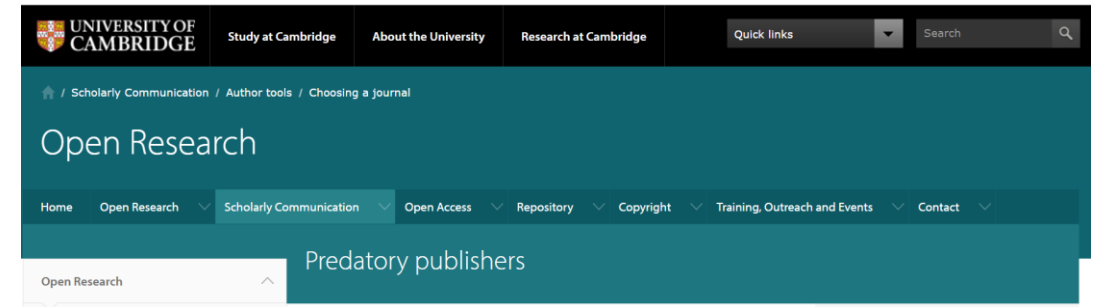 UNIVERSITY OF
CAMBRIDGE
Study at Cambridge
About the University
Research at Cambridge
Quick links
Search
/ Scholarly Communication / Author tools / Choosing a journal
Open Research
Home
Open Research
Scholarly Communication
Open Access
Repository
Copyright
Training, Outreach and Events
Contact
Predatory publishers
Open Research